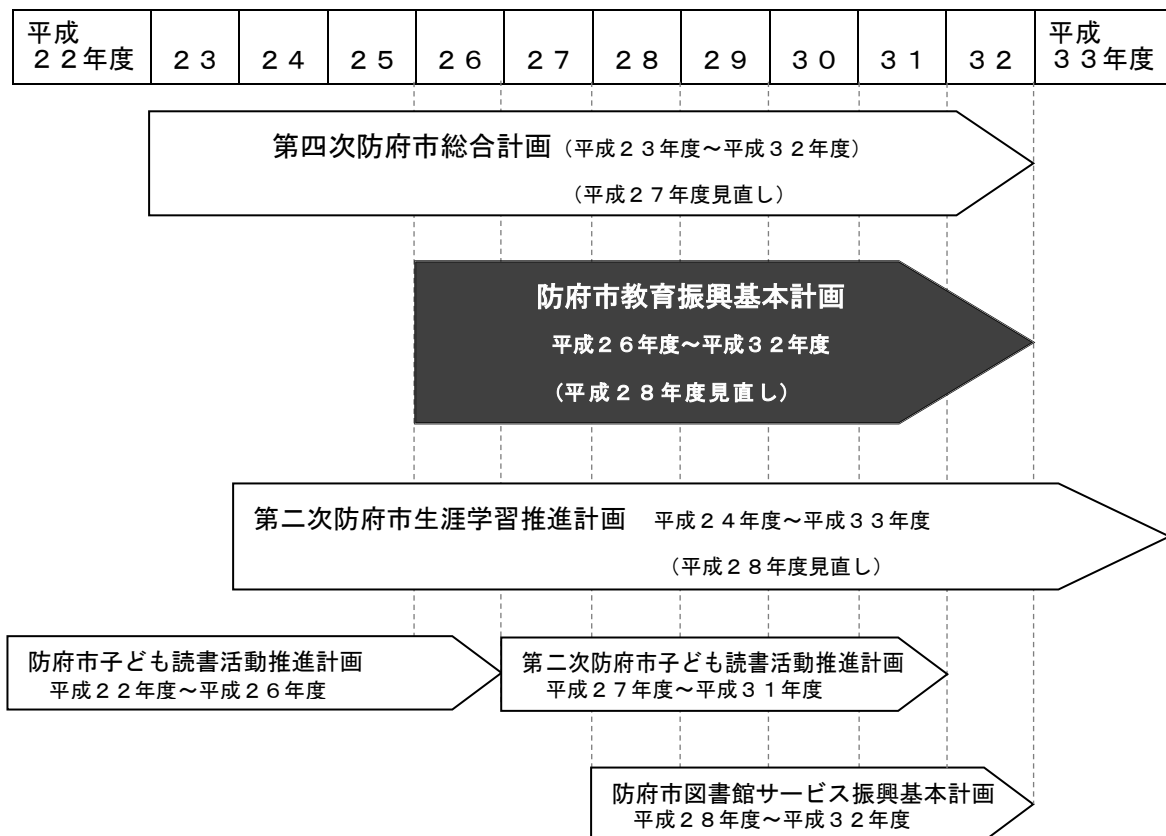 平成
２２年度 ２３ ２４ ２５ ２６ ２７ ２８ ２９ ３０ ３１ ３２ 平成
３３年度
第四次防府市総合計画（平成２３年度～平成３２年度）
（平成２７年度見直し）
防府市教育振興基本計画
平成２６年度～平成３２年度
（平成２８年度見直し）
第二次防府市生涯学習推進計画　平成２４年度～平成３３年度
（平成２８年度見直し）
防府市子ども読書活動推進計画
平成２２年度～平成２６年度
第二次防府市子ども読書活動推進計画
平成２７年度～平成３１年度
防府市図書館サービス振興基本計画
平成２８年度～平成３２年度